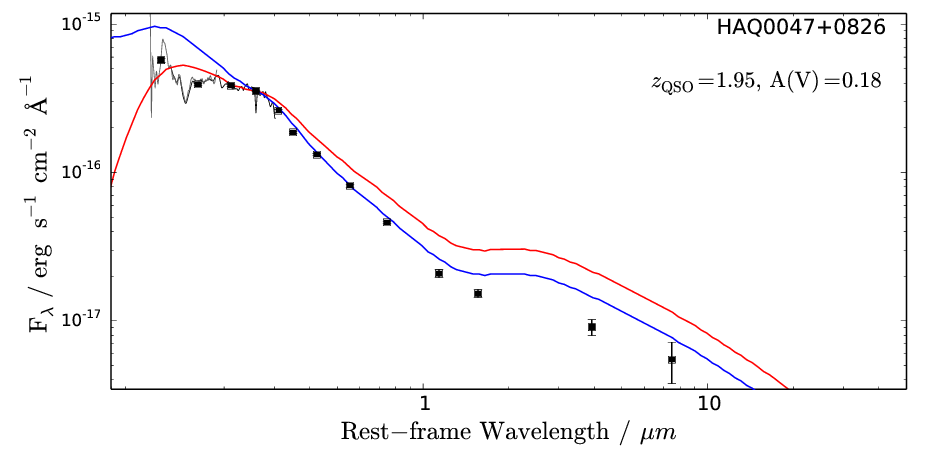 HAQ0047+0826
z_QSO=1.95, A(V)=0.18
10^-15
10^-16
10^-17
F_λ / erg s^−1 cm^−2 Å^−1
1
10
Rest−frame Wavelength / μm